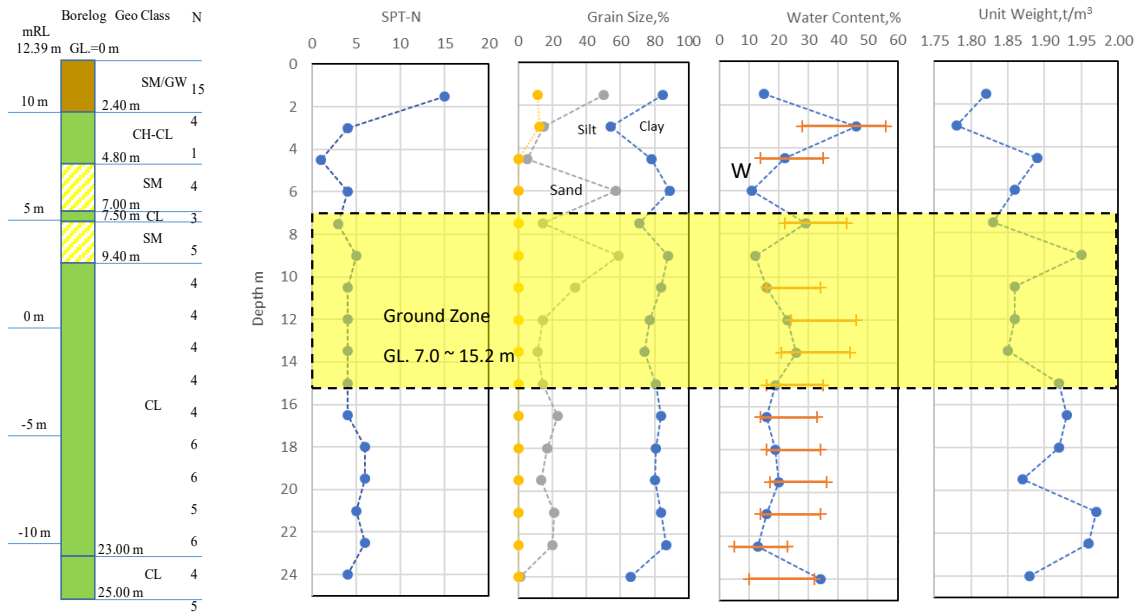 Borelog Geo Class N
mRL
12.39 m GL.=0 m
SM/GW 15
10 m 2.40 m
4
CH-CL
4.80 m 1
SM 4
7.00 m
5 m 7.50 m CL 3
SM 5
9.40 m
4
0 m 4
4
4
CL 4
-5 m
6
6
5
-10 m 6
23.00 m
CL 4
25.00 m
5
SPT-N
0 5 10 15 20
Depth m
0
2
4
6
8
10
12
14
16
18
20
22
24
Ground Zone
GL. 7.0 ~ 15.2 m
Grain Size,%
0 20 40 60 80 100
Silt Clay
Sand
Water Content,%
0 10 20 30 40 50 60
W
Unit Weight,t/m³
1.75 1.80 1.85 1.90 1.95 2.00